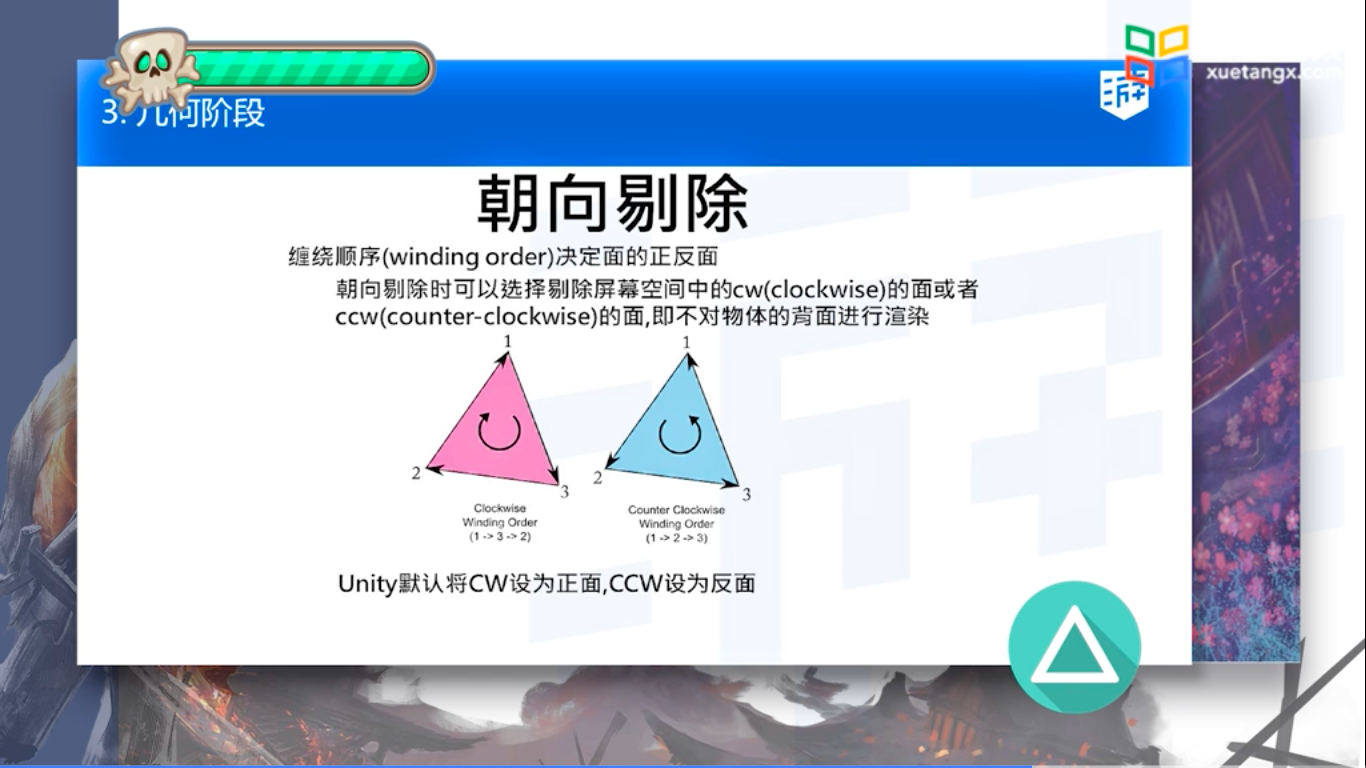 xuetangx.com
3. 几何阶段
游
朝向剔除
缠绕顺序(winding order)决定面的正反面
朝向剔除时可以选择剔除屏幕空间中的cw(clockwise)的面或者
ccw(counter-clockwise)的面,即不对物体的背面进行渲染
1
2
3
Clockwise
Winding Order
(1 -> 3 -> 2)
1
2
3
Counter Clockwise
Winding Order
(1 -> 2 -> 3)
Unity默认将CW设为正面,CCW设为反面